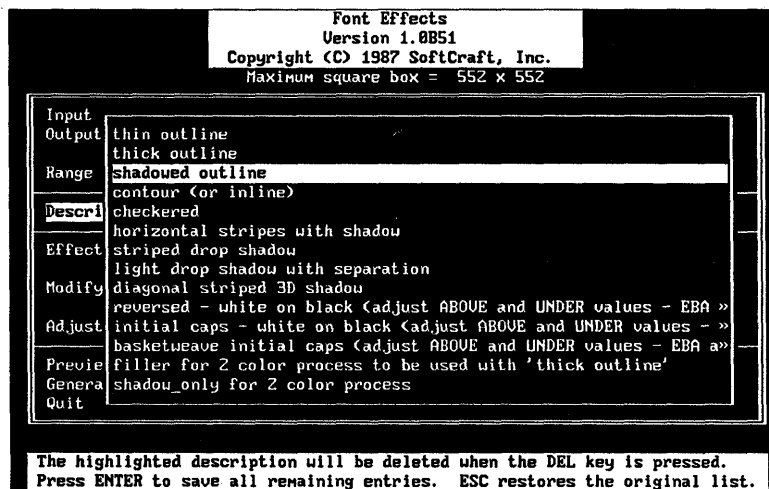 Font Effects
Version 1.0B51
Copyright (C) 1987 SoftCraft, Inc.
Maximum square box = 552 x 552
Input
Output thin outline
thick outline
Range shadowed outline
contour (or inline)
Descri checkered
horizontal stripes with shadow
Effect striped drop shadow
light drop shadow with separation
Modify diagonal striped 3D shadow
reversed - white on black (adjust ABOVE and UNDER values - EBA »
Adjust initial caps - white on black (adjust ABOVE and UNDER values - »
basketweave initial caps (adjust ABOVE and UNDER values - EBA a»
Previe filler for 2 color process to be used with 'thick outline'
Genera shadow_only for 2 color process
Quit
The highlighted description will be deleted when the DEL key is pressed.
Press ENTER to save all remaining entries. ESC restores the original list.